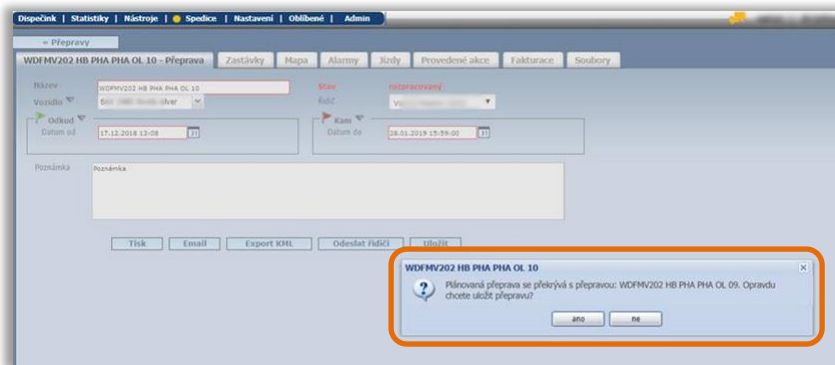 Dispečink | Statistiky | Nástroje | Spedice | Nastavení | Oblíbené | Admin
« Přepravy
WDFMV202 HB PHA PHA OL 10 - Přeprava Zastávky Mapa Alarmy Jízdy Provedené akce Fakturace Soubory
Název WDFMV202 HB PHA PHA OL 10 Stav rozpracovaný
Vozidlo Řidič
Odkud Kam
Datum od 17.12.2018 12:08 Datum do 28.01.2019 15:59:00
Poznámka Poznámka
Tisk Email Export KML Odeslat řidiči Uložit
WDFMV202 HB PHA PHA OL 10
Plánovaná přeprava se překrývá s přepravou: WDFMV202 HB PHA PHA OL 09. Opravdu
chcete uložit přepravu?
ano ne